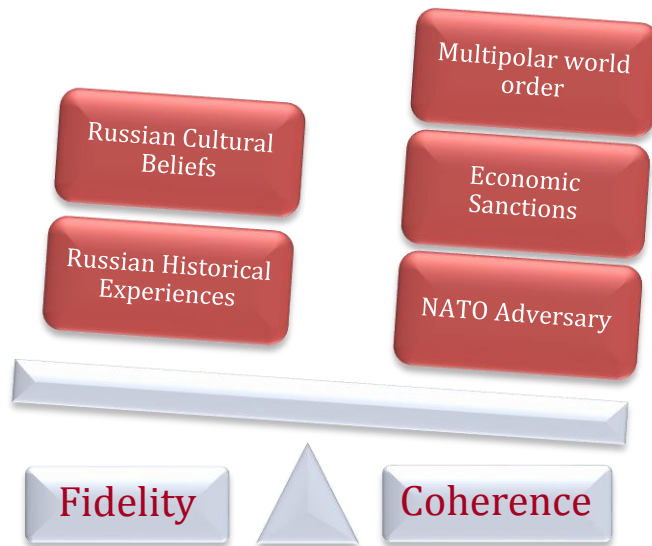 Multipolar world
order
Russian Cultural
Beliefs
Economic
Sanctions
Russian Historical
Experiences
NATO Adversary
Fidelity
Coherence